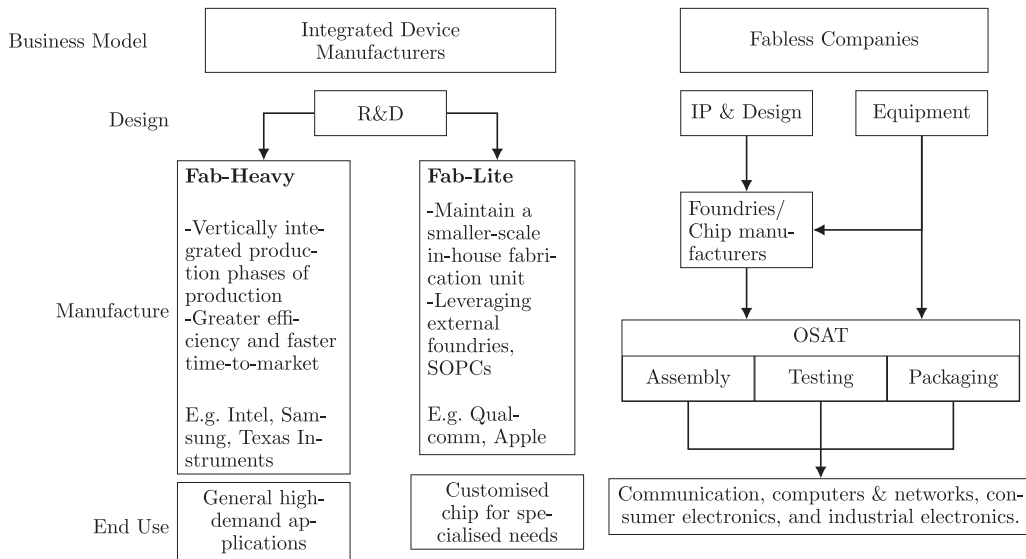 Business Model
Integrated Device
Manufacturers
Fabless Companies
Design
R&D
IP & Design
Equipment
Manufacture
Fab-Heavy
-Vertically inte-
grated produc-
tion phases of
production
-Greater effi-
ciency and faster
time-to-market
E.g. Intel, Sam-
sung, Texas In-
struments
Fab-Lite
-Maintain a
smaller-scale
in-house fabri-
cation unit
-Leveraging
external
foundries,
SOPCs
E.g. Qual-
comm, Apple
Foundries/
Chip manu-
facturers
OSAT
Assembly
Testing
Packaging
End Use
General high-
demand ap-
plications
Customised
chip for spe-
cialised needs
Communication, computers & networks, con-
sumer electronics, and industrial electronics.